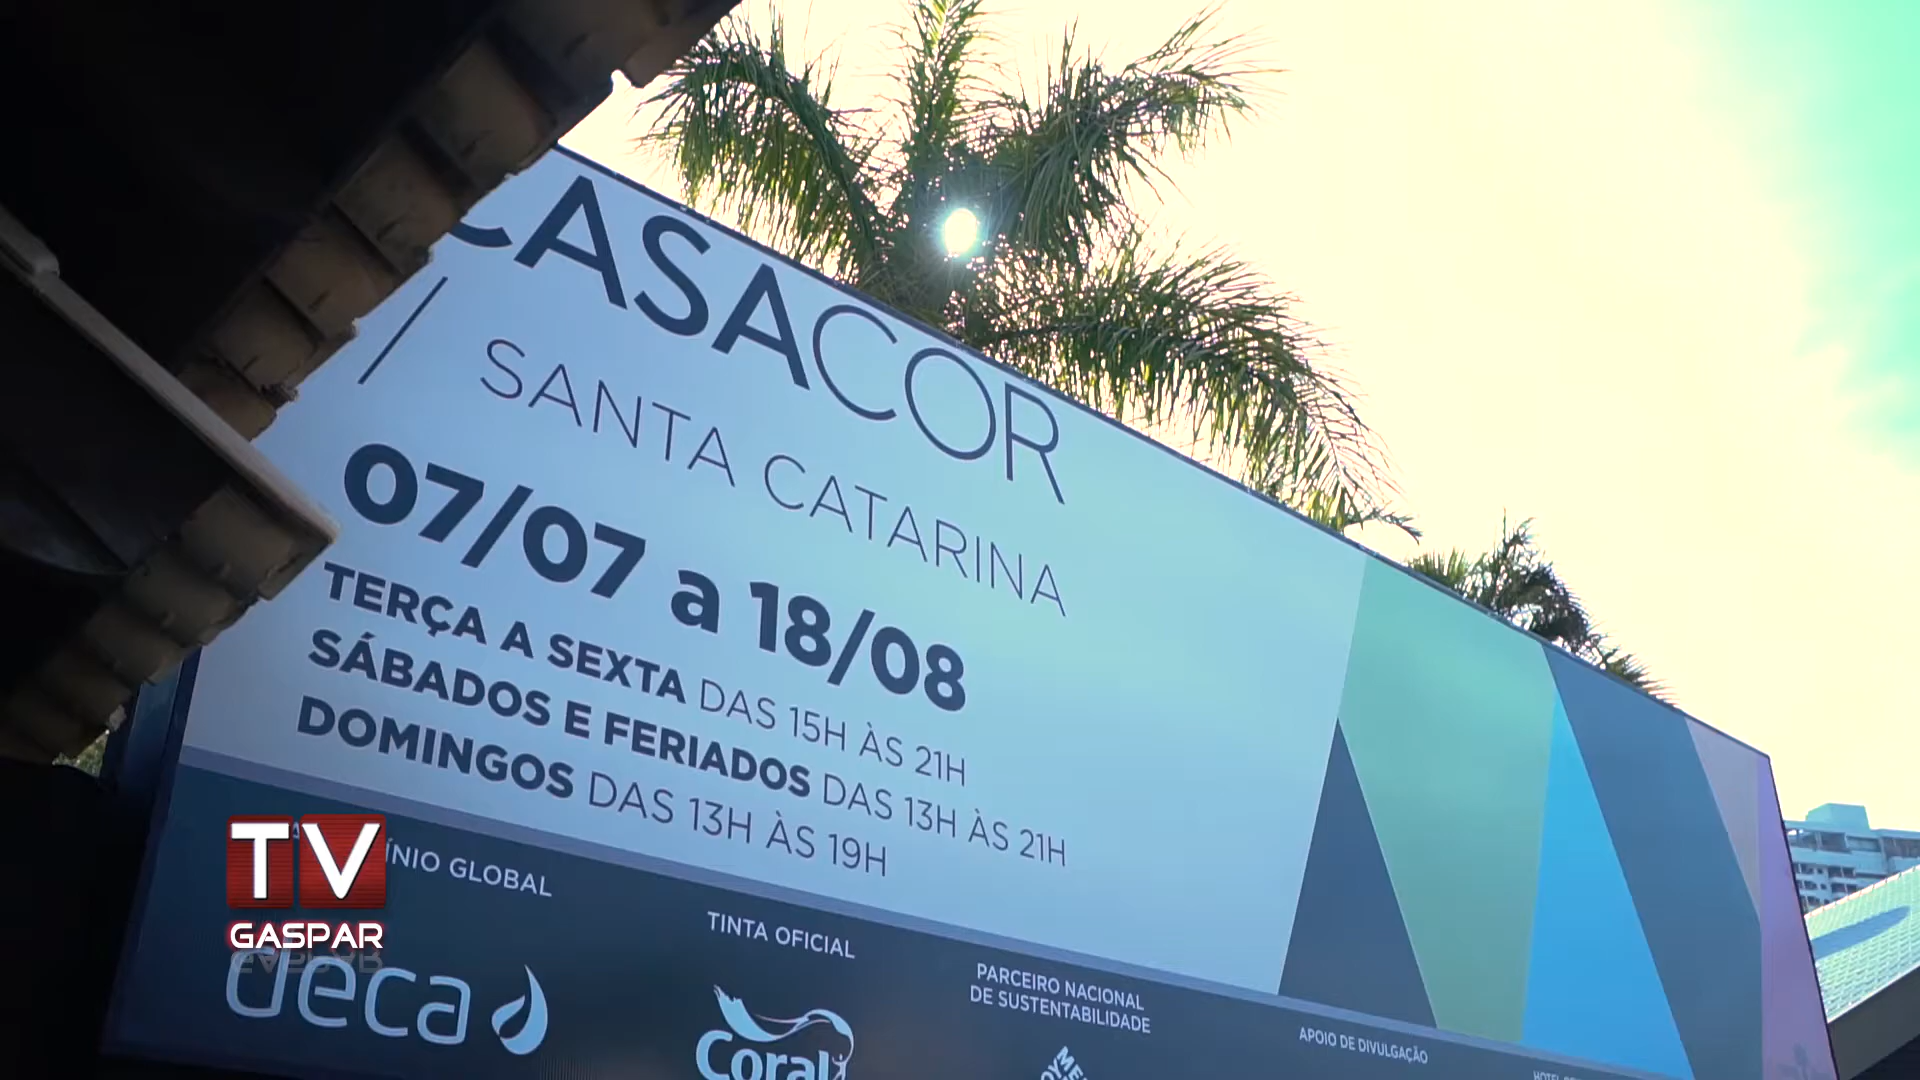 CASACOR
/ SANTA CATARINA
07/07 a 18/08
TERÇA A SEXTA DAS 15H ÀS 21H
SÁBADOS E FERIADOS DAS 13H ÀS 21H
DOMINGOS DAS 13H ÀS 19H
ÍNIO GLOBAL
deca
TINTA OFICIAL
Coral
PARCEIRO NACIONAL
DE SUSTENTABILIDADE
APOIO DE DIVULGAÇÃO
TV
GASPAR